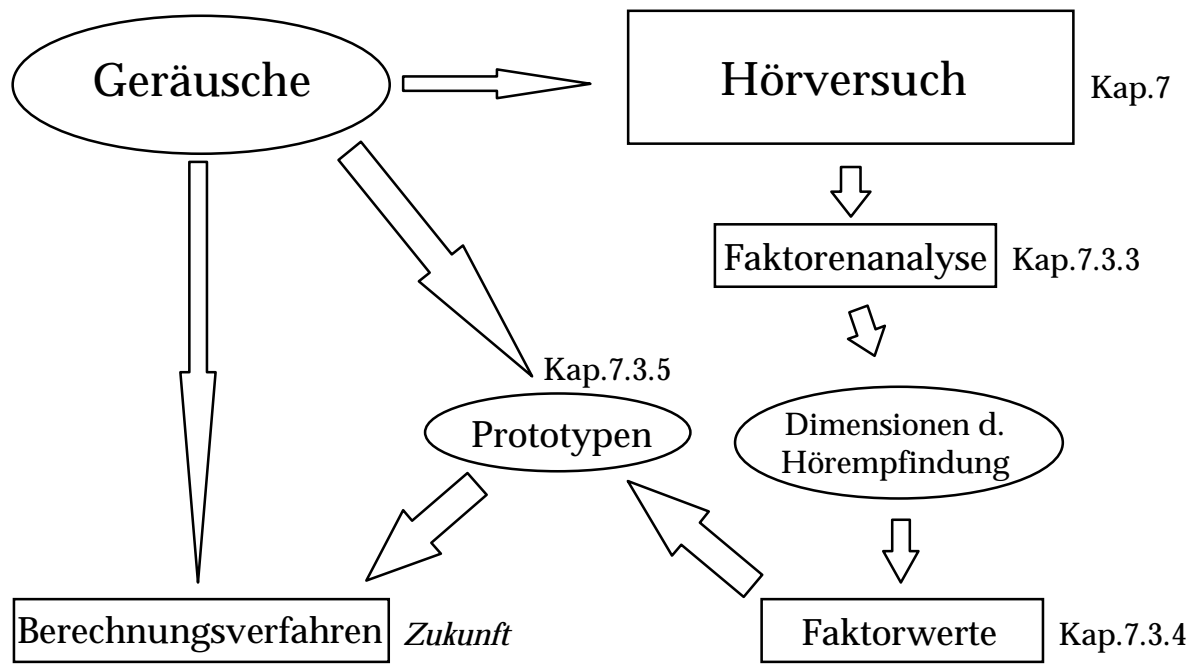 Geräusche
Hörversuch
Kap.7
Faktorenanalyse
Kap.7.3.3
Kap.7.3.5
Prototypen
Dimensionen d.
Hörempfindung
Berechnungsverfahren
Zukunft
Faktorwerte
Kap.7.3.4